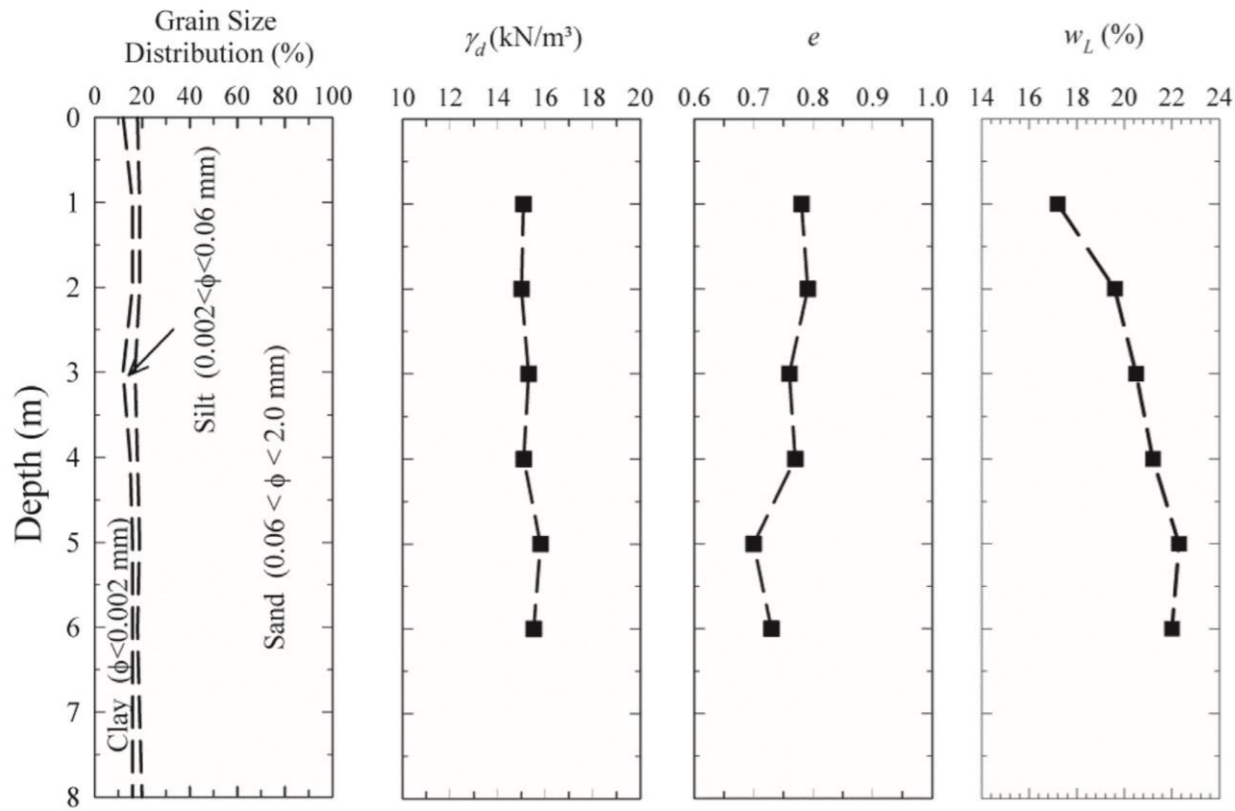 Grain Size
Distribution (%)
γd (kN/m³)
e
wL (%)
0 20 40 60 80 100
10 12 14 16 18 20
0.6 0.7 0.8 0.9 1.0
14 16 18 20 22 24
Depth (m)
0
1
2
3
4
5
6
7
8
Clay (ϕ<0.002 mm)
Silt (0.002<ϕ<0.06 mm)
Sand (0.06 < ϕ < 2.0 mm)